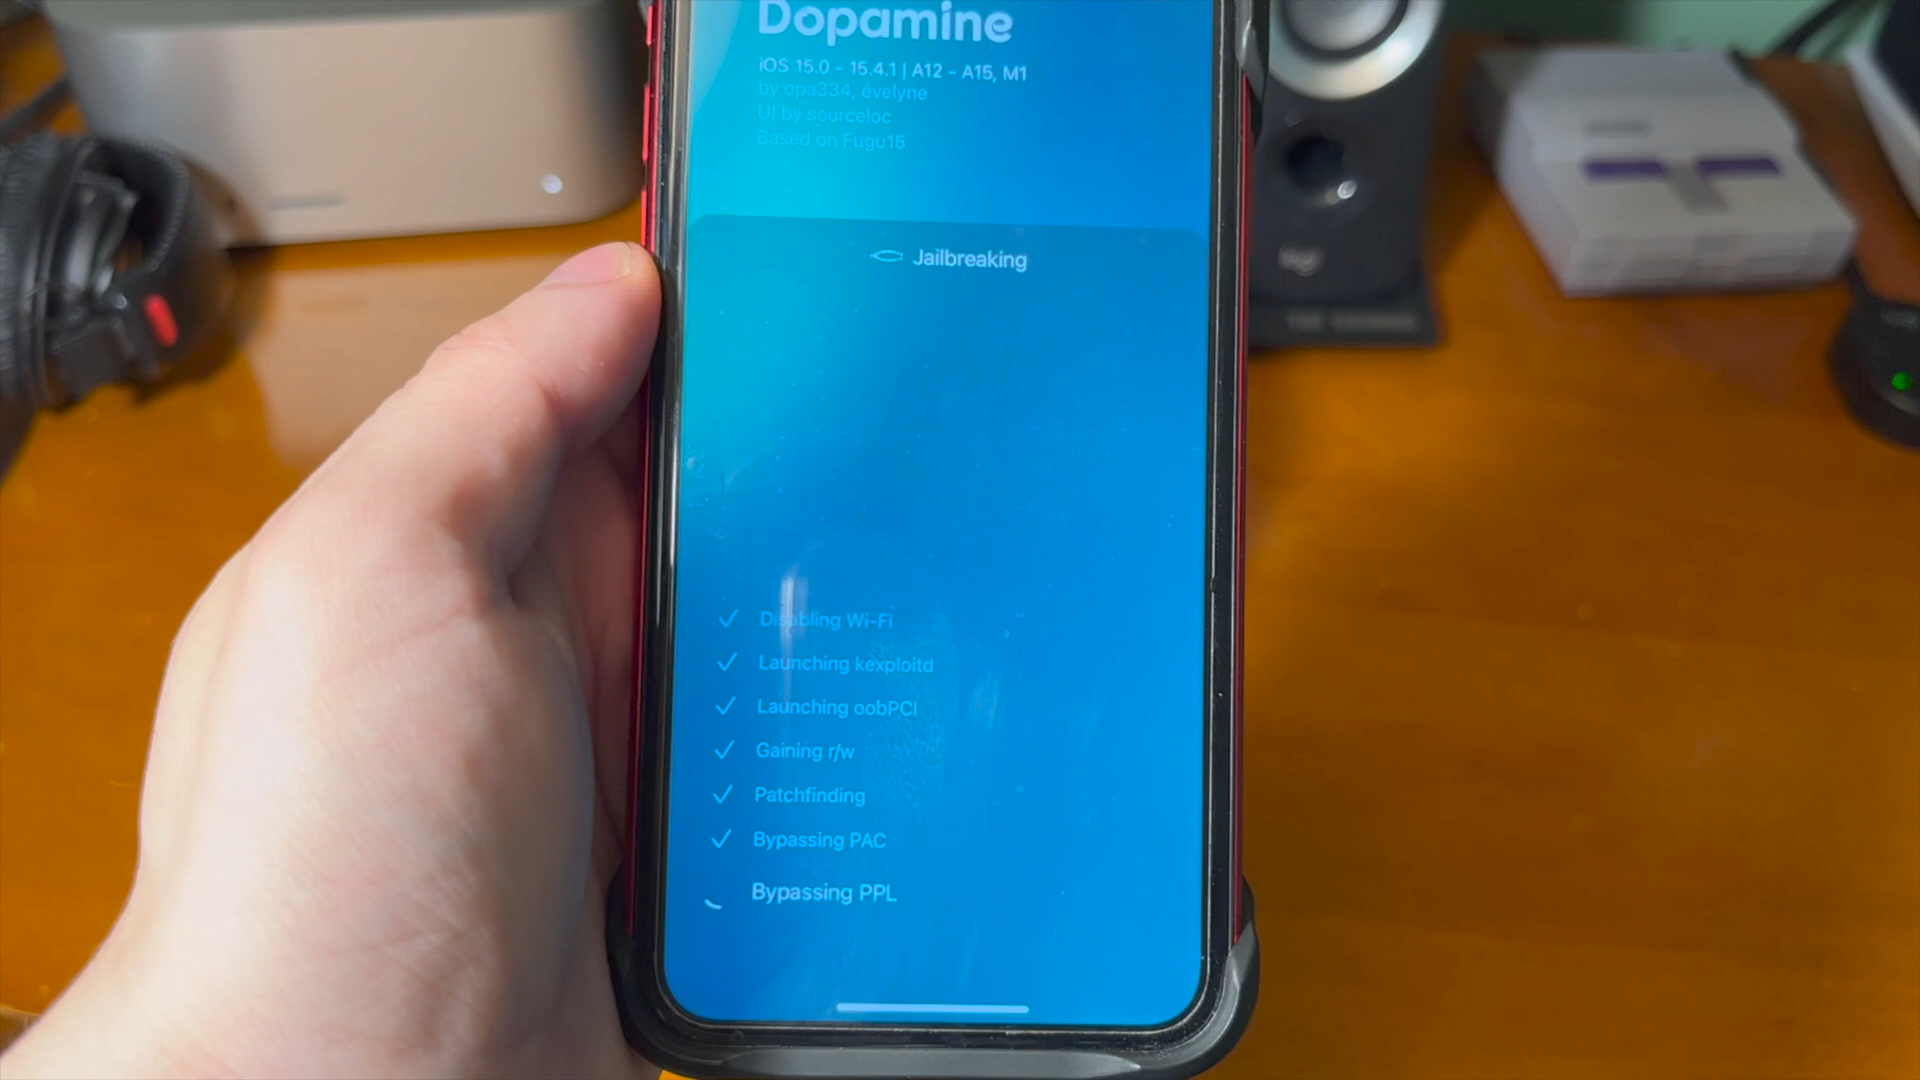 Dopamine
iOS 15.0 - 15.4.1 | A12 - A15, M1
by opa334, évelyne
UI by sourceloc
Based on Fugu15
Jailbreaking
Disabling Wi-Fi
Launching kexploitd
Launching oobPCI
Gaining r/w
Patchfinding
Bypassing PAC
Bypassing PPL
logi